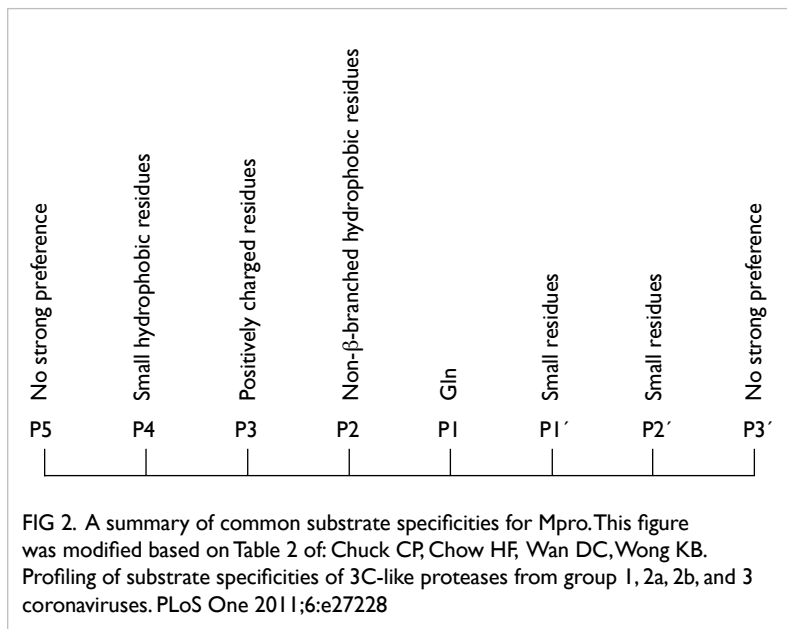 No strong preference
Small hydrophobic residues
Positively charged residues
Non-β-branched hydrophobic residues
Gln
Small residues
Small residues
No strong preference
P5 P4 P3 P2 P1 P1´ P2´ P3´
FIG 2. A summary of common substrate specificities for Mpro. This figure
was modified based on Table 2 of: Chuck CP, Chow HF, Wan DC, Wong KB.
Profiling of substrate specificities of 3C-like proteases from group 1, 2a, 2b, and 3
coronaviruses. PLoS One 2011;6:e27228